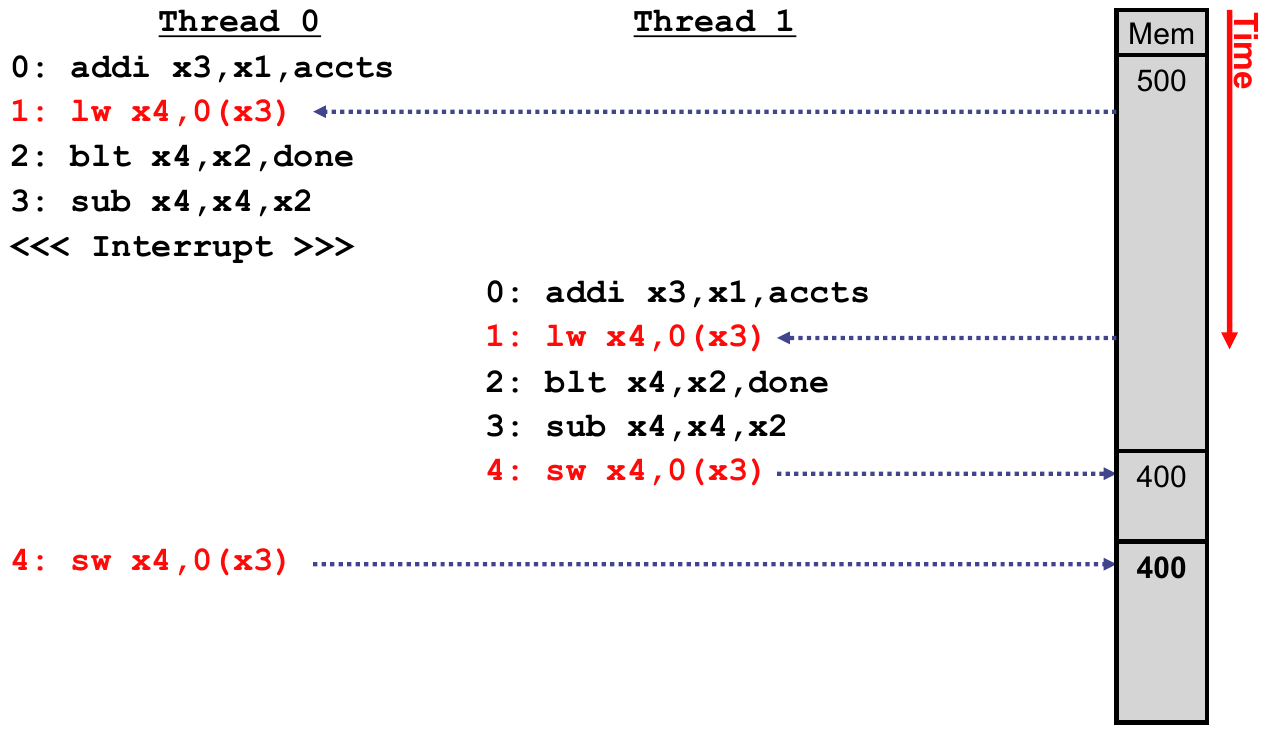 Thread 0
Thread 1
Mem
Time
0: addi x3,x1,accts
500
1: lw x4,0(x3)
2: blt x4,x2,done
3: sub x4,x4,x2
<<< Interrupt >>>
0: addi x3,x1,accts
1: lw x4,0(x3)
2: blt x4,x2,done
3: sub x4,x4,x2
4: sw x4,0(x3)
400
4: sw x4,0(x3)
400